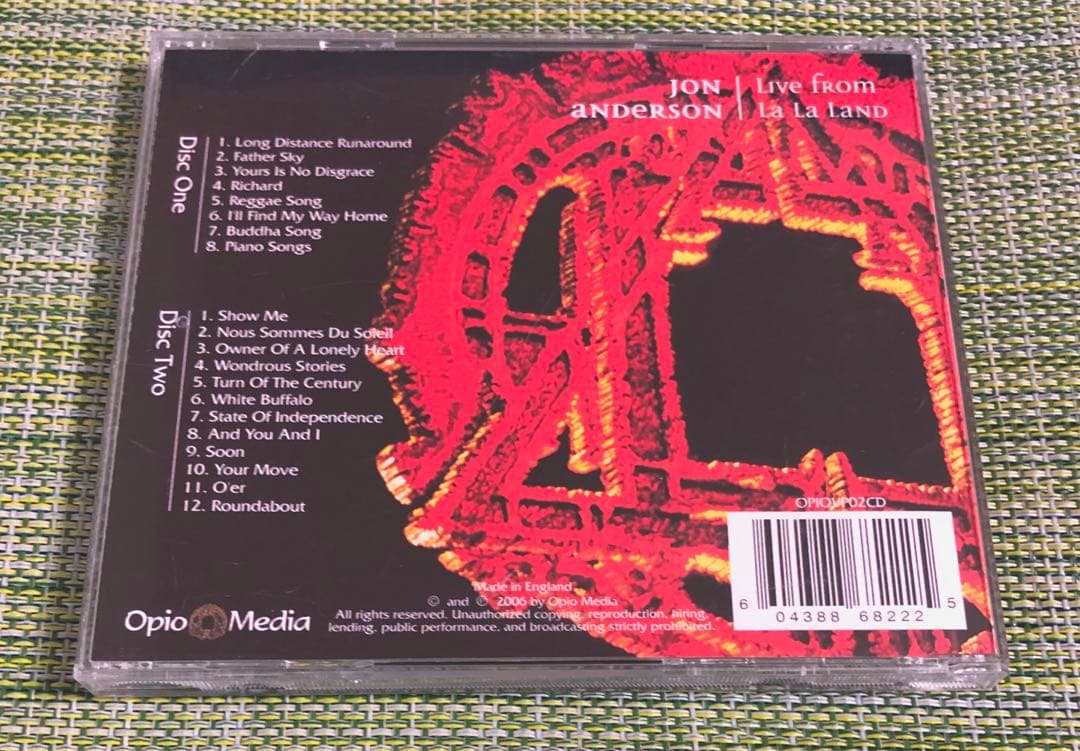 JON
ANDERSON
Live from
La La Land
Disc One
1. Long Distance Runaround
2. Father Sky
3. Yours Is No Disgrace
4. Richard
5. Reggae Song
6. I'll Find My Way Home
7. Buddha Song
8. Piano Songs
Disc Two
1. Show Me
2. Nous Sommes Du Soleil
3. Owner Of A Lonely Heart
4. Wondrous Stories
5. Turn Of The Century
6. White Buffalo
7. State Of Independence
8. And You And I
9. Soon
10. Your Move
11. O'er
12. Roundabout
OPIOVP02CD
6 04388 68222 5
Opio Media
Made in England
© and ℗ 2006 by Opio Media
All rights reserved. Unauthorized copying, reproduction, hiring,
lending, public performance, and broadcasting strictly prohibited.